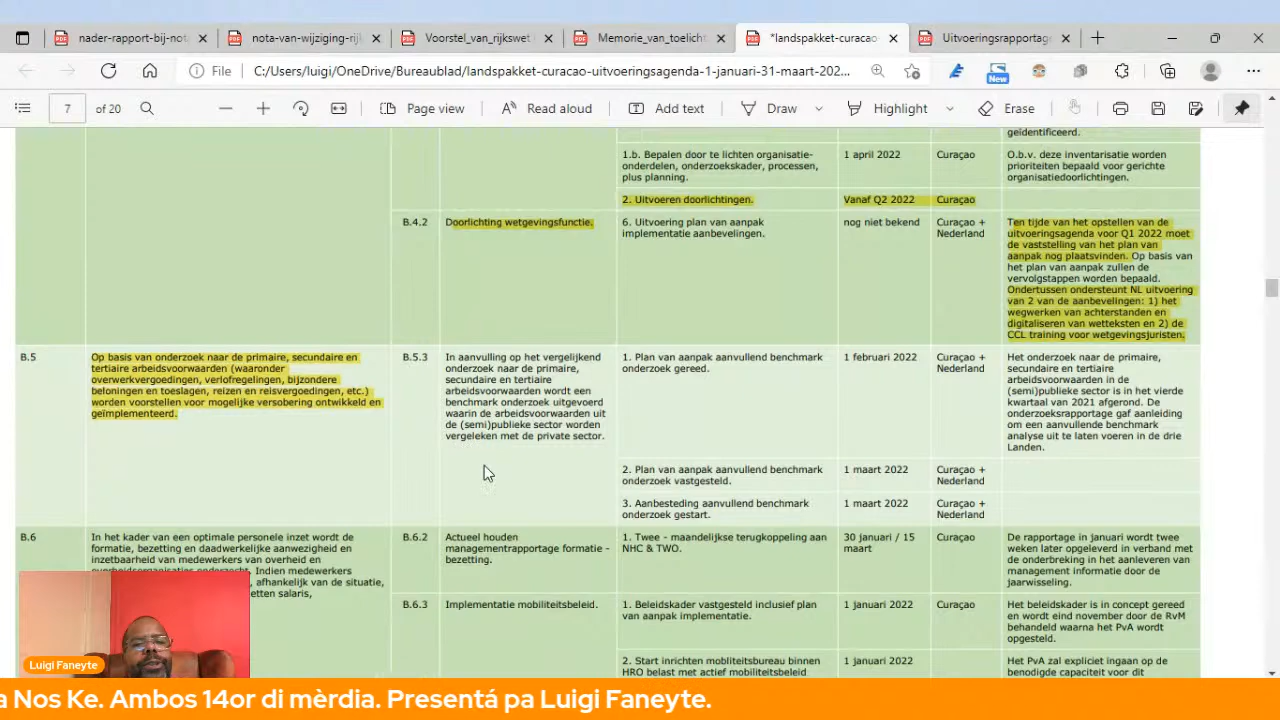 nader-rapport-bij-not
nota-van-wijziging-rij
Voorstel_van_rijkswet
Memorie_van_toelich
*landspakket-curacao-
Uitvoeringsrapportage
File
C:/Users/luigi/OneDrive/Bureaublad/landspakket-curacao-uitvoeringsagenda-1-januari-31-maart-202...
New
7 of 20
Page view
Read aloud
Add text
Draw
Highlight
Erase
geïdentificeerd.
1.b. Bepalen door te lichten organisatie-
onderdelen, onderzoekskader, processen,
plus planning.
1 april 2022
Curaçao
O.b.v. deze inventarisatie worden
prioriteiten bepaald voor gerichte
organisatiedoorlichtingen.
2. Uitvoeren doorlichtingen.
Vanaf Q2 2022
Curaçao
B.4.2
Doorlichting wetgevingsfunctie.
6. Uitvoering plan van aanpak
implementatie aanbevelingen.
nog niet bekend
Curaçao +
Nederland
Ten tijde van het opstellen van de
uitvoeringsagenda voor Q1 2022 moet
de vaststelling van het plan van
aanpak nog plaatsvinden. Op basis van
het plan van aanpak zullen de
vervolgstappen worden bepaald.
Ondertussen ondersteunt NL uitvoering
van 2 van de aanbevelingen: 1) het
wegwerken van achterstanden en
digitaliseren van wetteksten en 2) de
CCL training voor wetgevingsjuristen.
B.5
Op basis van onderzoek naar de primaire, secundaire en
tertiaire arbeidsvoorwaarden (waaronder
overwerkvergoedingen, verlofregelingen, bijzondere
beloningen en toeslagen, reizen en reisvergoedingen, etc.)
worden voorstellen voor mogelijke versobering ontwikkeld en
geïmplementeerd.
B.5.3
In aanvulling op het vergelijkend
onderzoek naar de primaire,
secundaire en tertiaire
arbeidsvoorwaarden wordt een
benchmark onderzoek uitgevoerd
waarin de arbeidsvoorwaarden uit
de (semi)publieke sector worden
vergeleken met de private sector.
1. Plan van aanpak aanvullend benchmark
onderzoek gereed.
1 februari 2022
Curaçao +
Nederland
Het onderzoek naar de primaire,
secundaire en tertiaire
arbeidsvoorwaarden in de
(semi)publieke sector is in het vierde
kwartaal van 2021 afgerond. De
onderzoeksrapportage gaf aanleiding
om een aanvullende benchmark
analyse uit te laten voeren in de drie
Landen.
2. Plan van aanpak aanvullend benchmark
onderzoek vastgesteld.
1 maart 2022
Curaçao +
Nederland
3. Aanbesteding aanvullend benchmark
onderzoek gestart.
1 maart 2022
Curaçao +
Nederland
B.6
In het kader van een optimale personele inzet wordt de
formatie, bezetting en daadwerkelijke aanwezigheid en
inzetbaarheid van medewerkers van overheid en
overheidsorganisaties onderzocht. Indien medewerkers
afhankelijk van de situatie,
etten salaris,
B.6.2
Actueel houden
managementrapportage formatie -
bezetting.
1. Twee - maandelijkse terugkoppeling aan
NHC & TWO.
30 januari / 15
maart
Curaçao
De rapportage in januari wordt twee
weken later opgeleverd in verband met
de onderbreking in het aanleveren van
management informatie door de
jaarwisseling.
B.6.3
Implementatie mobiliteitsbeleid.
1. Beleidskader vastgesteld inclusief plan
van aanpak implementatie.
1 januari 2022
Curaçao
Het beleidskader is in concept gereed
en wordt eind november door de RvM
behandeld waarna het PvA wordt
opgesteld.
2. Start inrichten mobliteitsbureau binnen
HRO belast met actief mobiliteitsbeleid
1 januari 2022
Het PvA zal expliciet ingaan op de
benodigde capaciteit voor dit
Luigi Faneyte
a Nos Ke. Ambos 14or di mèrdia. Presentá pa Luigi Faneyte.